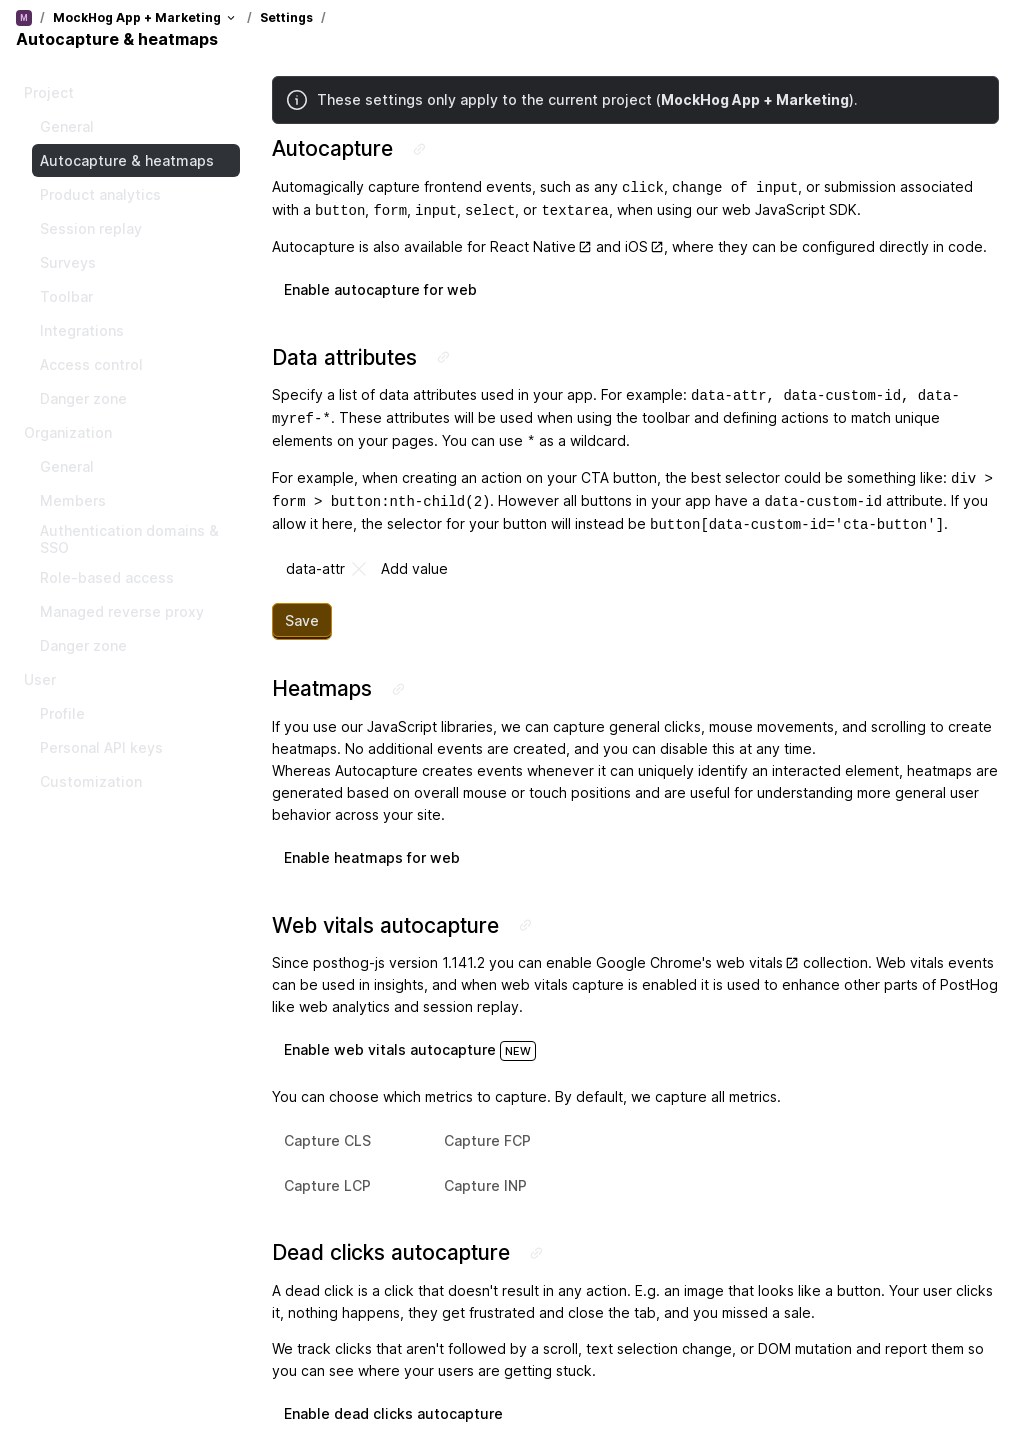 M / MockHog App + Marketing / Settings /
Autocapture & heatmaps
Project
General
Autocapture & heatmaps
Product analytics
Session replay
Surveys
Toolbar
Integrations
Access control
Danger zone
Organization
General
Members
Authentication domains &
SSO
Role-based access
Managed reverse proxy
Danger zone
User
Profile
Personal API keys
Customization
These settings only apply to the current project (MockHog App + Marketing).
Autocapture
Automagically capture frontend events, such as any click, change of input, or submission associated
with a button, form, input, select, or textarea, when using our web JavaScript SDK.
Autocapture is also available for React Native and iOS, where they can be configured directly in code.
Enable autocapture for web
Data attributes
Specify a list of data attributes used in your app. For example: data-attr, data-custom-id, data-
myref-*. These attributes will be used when using the toolbar and defining actions to match unique
elements on your pages. You can use * as a wildcard.
For example, when creating an action on your CTA button, the best selector could be something like: div >
form > button:nth-child(2). However all buttons in your app have a data-custom-id attribute. If you
allow it here, the selector for your button will instead be button[data-custom-id='cta-button'].
data-attr Add value
Save
Heatmaps
If you use our JavaScript libraries, we can capture general clicks, mouse movements, and scrolling to create
heatmaps. No additional events are created, and you can disable this at any time.
Whereas Autocapture creates events whenever it can uniquely identify an interacted element, heatmaps are
generated based on overall mouse or touch positions and are useful for understanding more general user
behavior across your site.
Enable heatmaps for web
Web vitals autocapture
Since posthog-js version 1.141.2 you can enable Google Chrome's web vitals collection. Web vitals events
can be used in insights, and when web vitals capture is enabled it is used to enhance other parts of PostHog
like web analytics and session replay.
Enable web vitals autocapture NEW
You can choose which metrics to capture. By default, we capture all metrics.
Capture CLS Capture FCP
Capture LCP Capture INP
Dead clicks autocapture
A dead click is a click that doesn't result in any action. E.g. an image that looks like a button. Your user clicks
it, nothing happens, they get frustrated and close the tab, and you missed a sale.
We track clicks that aren't followed by a scroll, text selection change, or DOM mutation and report them so
you can see where your users are getting stuck.
Enable dead clicks autocapture